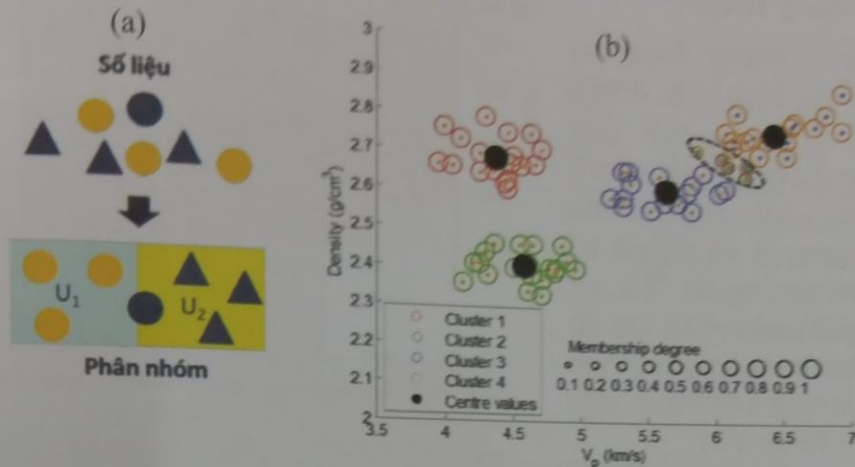 (a)
Số liệu
U1
U2
Phân nhóm
(b)
3
2.9
2.8
2.7
2.6
2.5
2.4
2.3
2.2
2.1
2
Density (g/cm³)
Cluster 1
Cluster 2
Cluster 3
Cluster 4
Centre values
Membership degree
0.1 0.2 0.3 0.4 0.5 0.6 0.7 0.8 0.9 1
3.5 4 4.5 5 5.5 6 6.5 7
Vp (km/s)